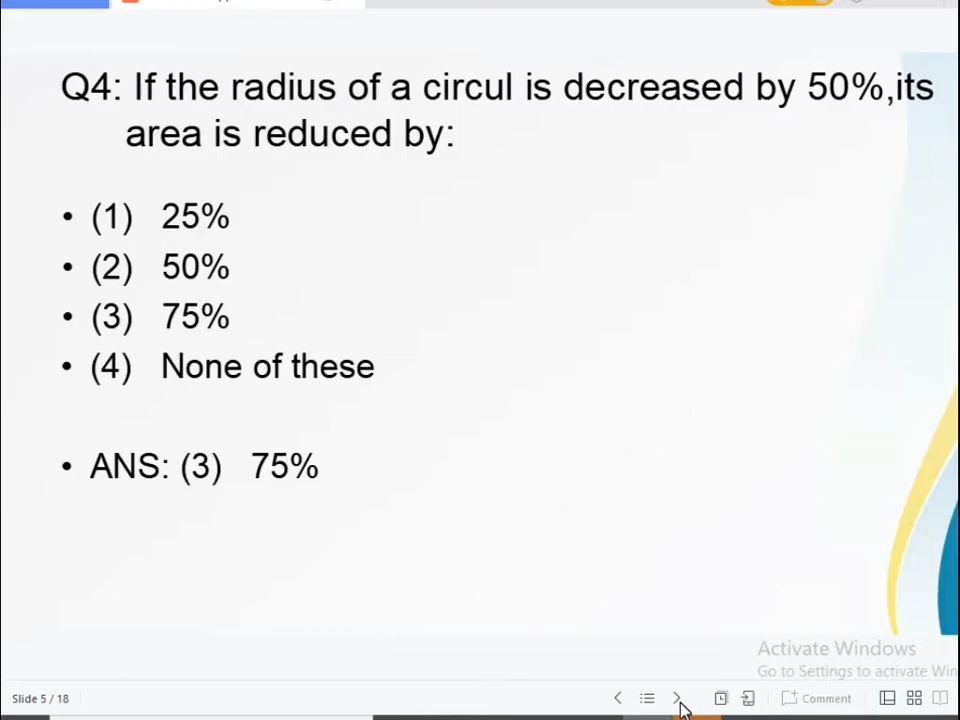 Q4: If the radius of a circul is decreased by 50%,its
area is reduced by:
• (1) 25%
• (2) 50%
• (3) 75%
• (4) None of these
• ANS: (3) 75%
Activate Windows
Go to Settings to activate Win
Slide 5 / 18
Comment